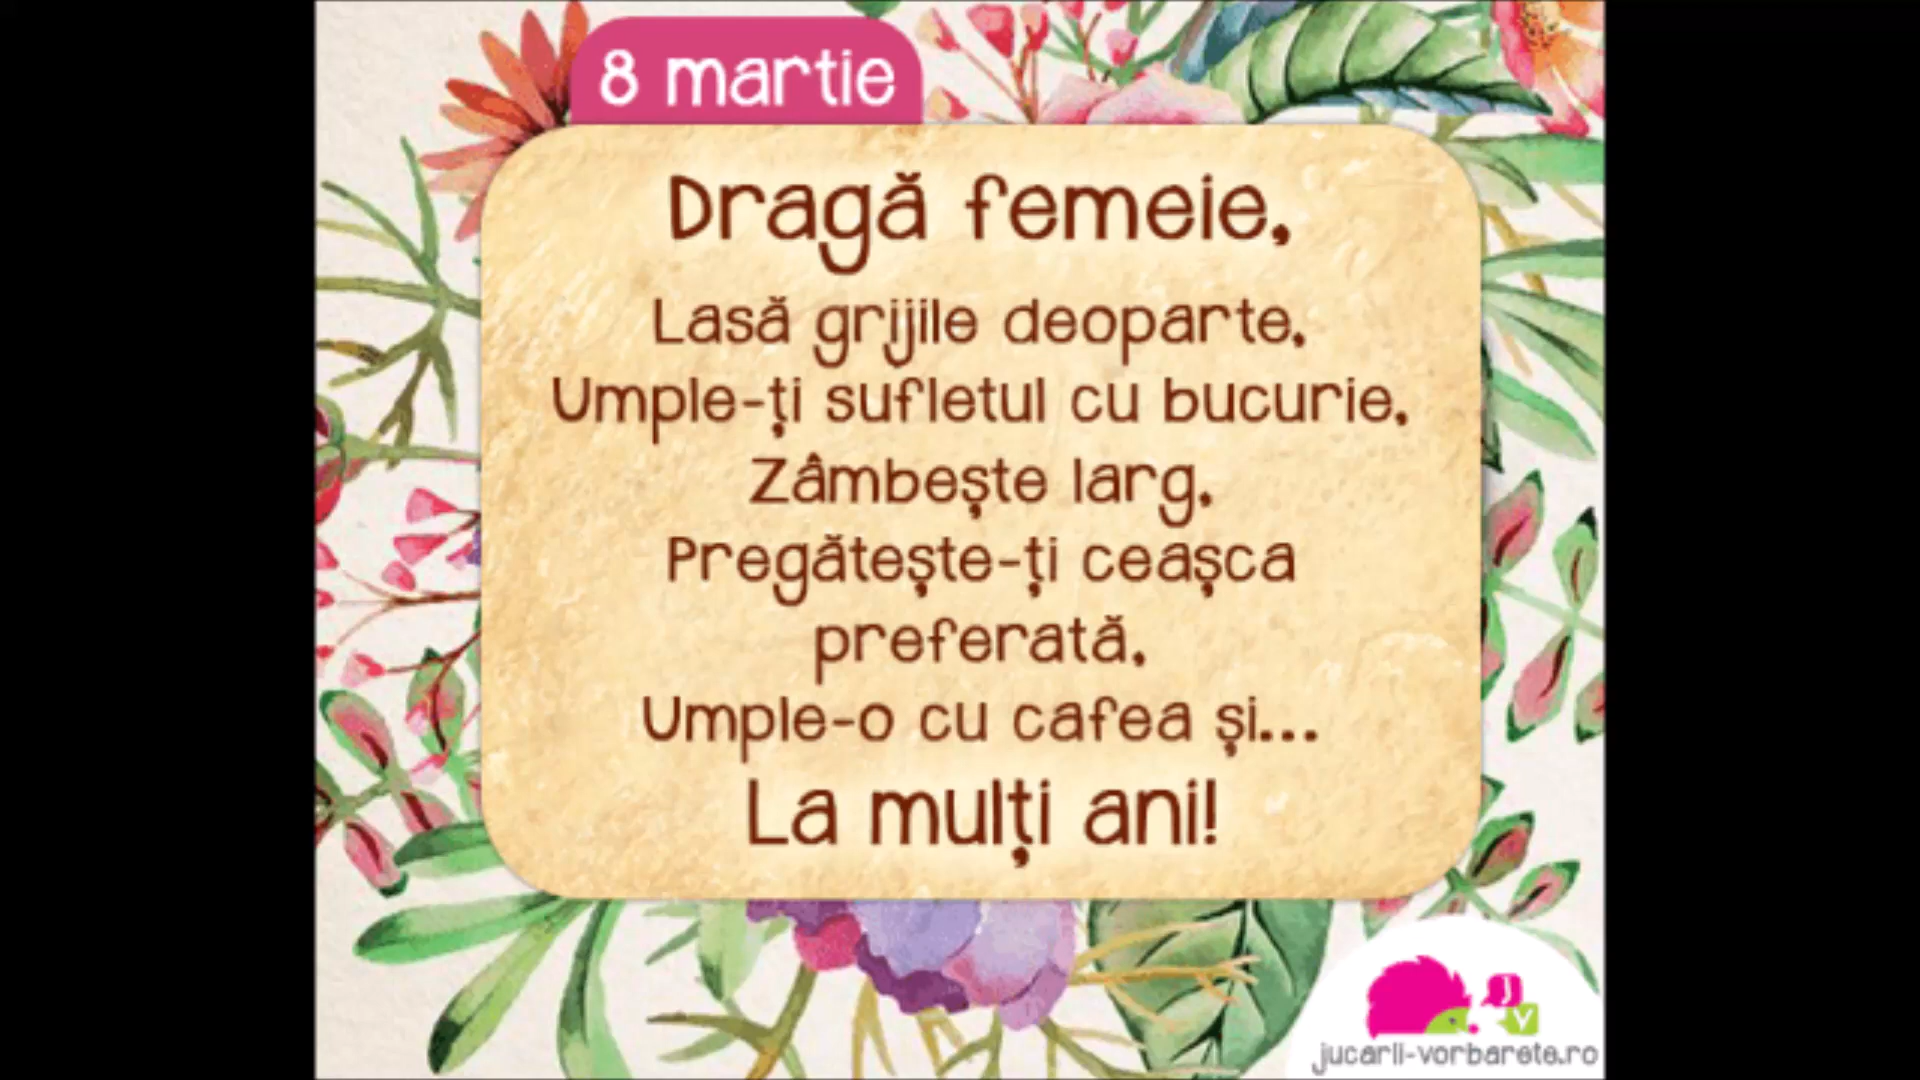 8 martie
Dragă femeie,
Lasă grijile deoparte,
Umple-ți sufletul cu bucurie,
Zâmbește larg,
Pregătește-ți ceașca
preferată,
Umple-o cu cafea și...
La mulți ani!
J
V
jucarii-vorbarete.ro